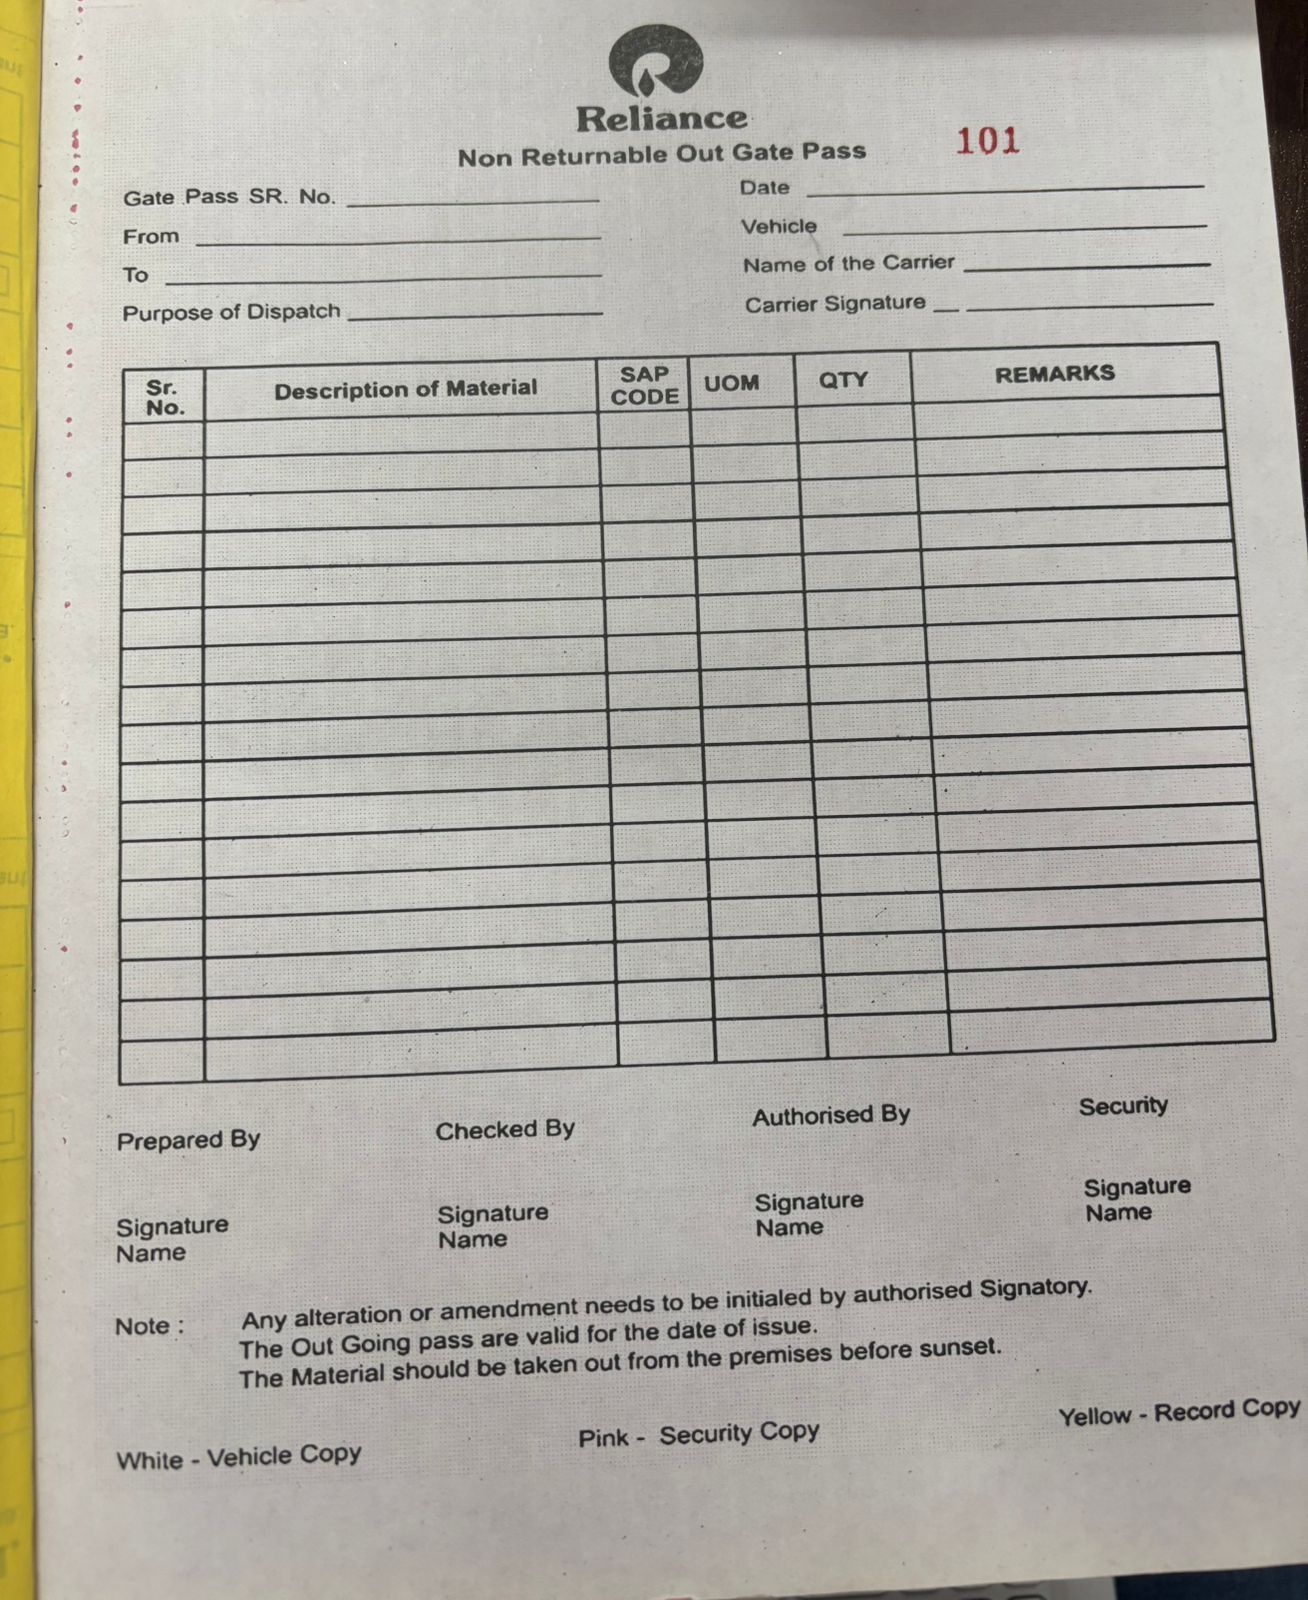 Reliance
Non Returnable Out Gate Pass 101
Gate Pass SR. No. Date
From Vehicle
To Name of the Carrier
Purpose of Dispatch Carrier Signature
Sr. No. Description of Material SAP CODE UOM QTY REMARKS
Prepared By Checked By Authorised By Security
Signature Signature Signature Signature
Name Name Name Name
Note : Any alteration or amendment needs to be initialed by authorised Signatory.
The Out Going pass are valid for the date of issue.
The Material should be taken out from the premises before sunset.
White - Vehicle Copy Pink - Security Copy Yellow - Record Copy